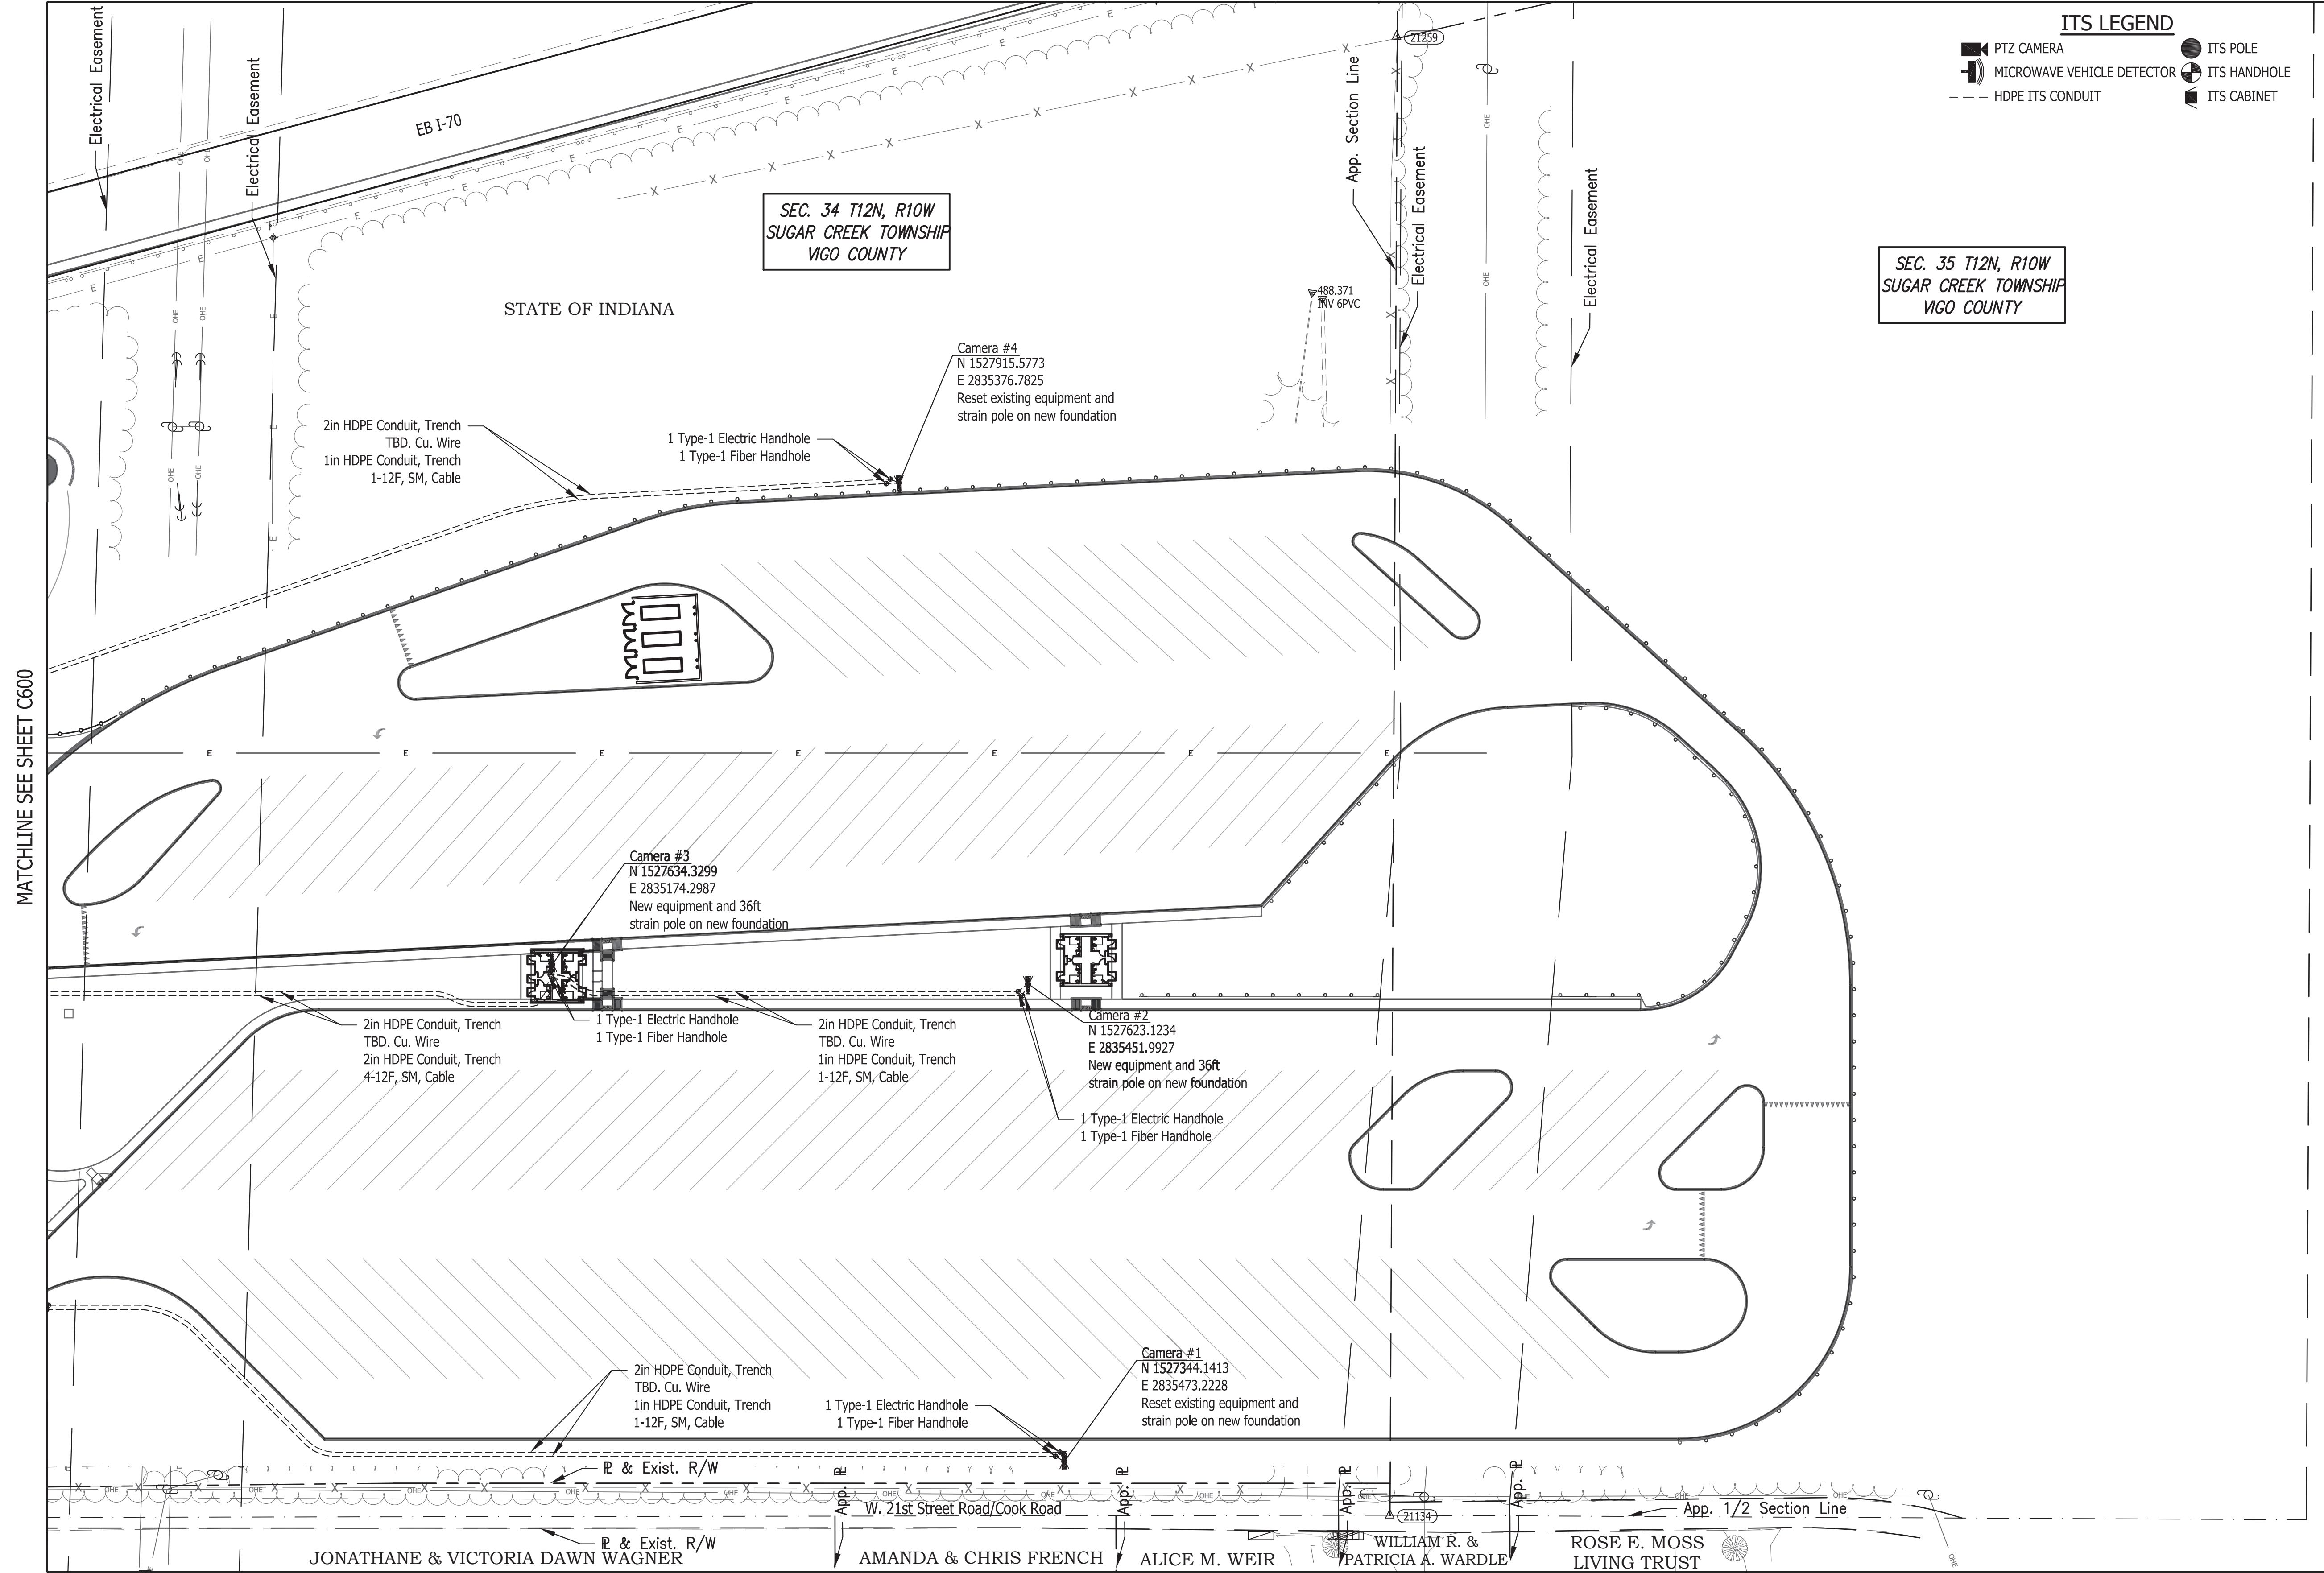 ITS LEGEND
PTZ CAMERA
MICROWAVE VEHICLE DETECTOR
HDPE ITS CONDUIT
ITS POLE
ITS HANDHOLE
ITS CABINET
Electrical Easement
Electrical Easement
EB I-70
App. Section Line
21259
Electrical Easement
Electrical Easement
SEC. 34 T12N, R10W
SUGAR CREEK TOWNSHIP
VIGO COUNTY
SEC. 35 T12N, R10W
SUGAR CREEK TOWNSHIP
VIGO COUNTY
STATE OF INDIANA
488.371
INV 6PVC
Camera #4
N 1527915.5773
E 2835376.7825
Reset existing equipment and
strain pole on new foundation
2in HDPE Conduit, Trench
TBD. Cu. Wire
1in HDPE Conduit, Trench
1-12F, SM, Cable
1 Type-1 Electric Handhole
1 Type-1 Fiber Handhole
MATCHLINE SEE SHEET C600
E E E E E E E
Camera #3
N 1527634.3299
E 2835174.2987
New equipment and 36ft
strain pole on new foundation
2in HDPE Conduit, Trench
TBD. Cu. Wire
2in HDPE Conduit, Trench
4-12F, SM, Cable
1 Type-1 Electric Handhole
1 Type-1 Fiber Handhole
2in HDPE Conduit, Trench
TBD. Cu. Wire
1in HDPE Conduit, Trench
1-12F, SM, Cable
Camera #2
N 1527623.1234
E 2835451.9927
New equipment and 36ft
strain pole on new foundation
1 Type-1 Electric Handhole
1 Type-1 Fiber Handhole
2in HDPE Conduit, Trench
TBD. Cu. Wire
1in HDPE Conduit, Trench
1-12F, SM, Cable
1 Type-1 Electric Handhole
1 Type-1 Fiber Handhole
Camera #1
N 1527344.1413
E 2835473.2228
Reset existing equipment and
strain pole on new foundation
PL & Exist. R/W
App. PL
App. PL
App. PL
App. PL
W. 21st Street Road/Cook Road
21134
App. 1/2 Section Line
PL & Exist. R/W
JONATHANE & VICTORIA DAWN WAGNER
AMANDA & CHRIS FRENCH
ALICE M. WEIR
WILLIAM R. &
PATRICIA A. WARDLE
ROSE E. MOSS
LIVING TRUST